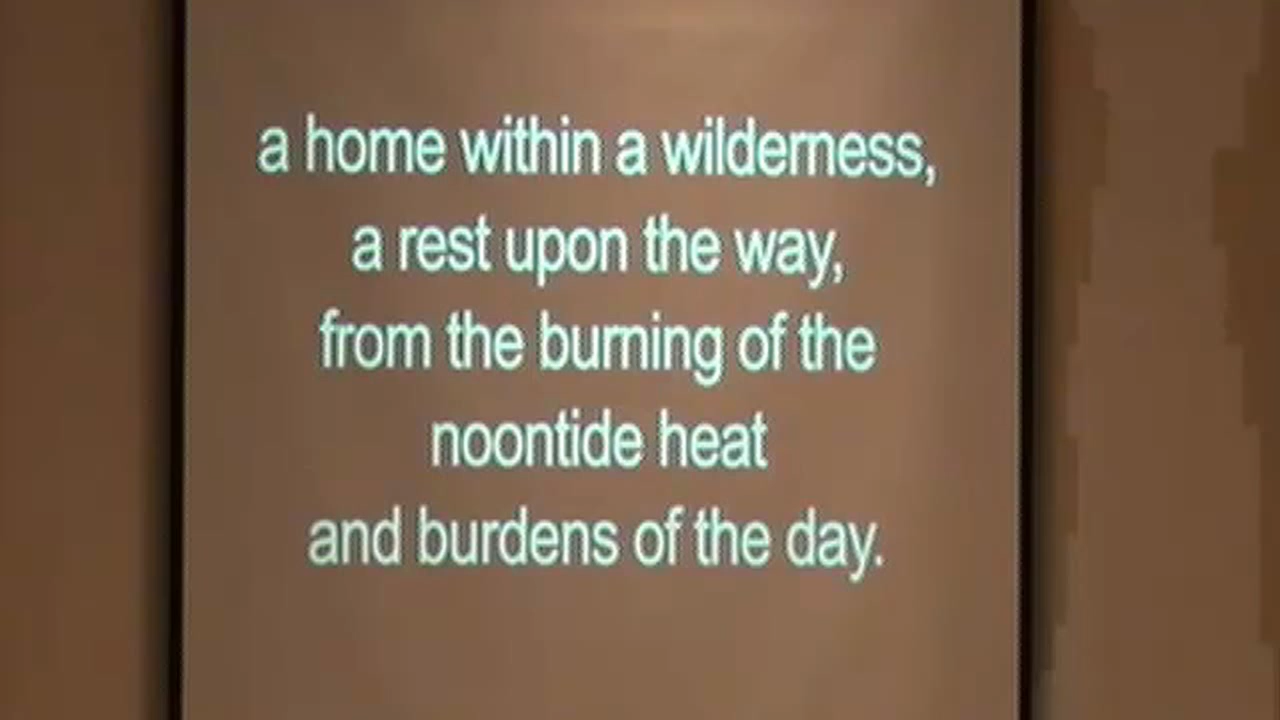 a home within a wilderness,
a rest upon the way,
from the burning of the
noontide heat
and burdens of the day.